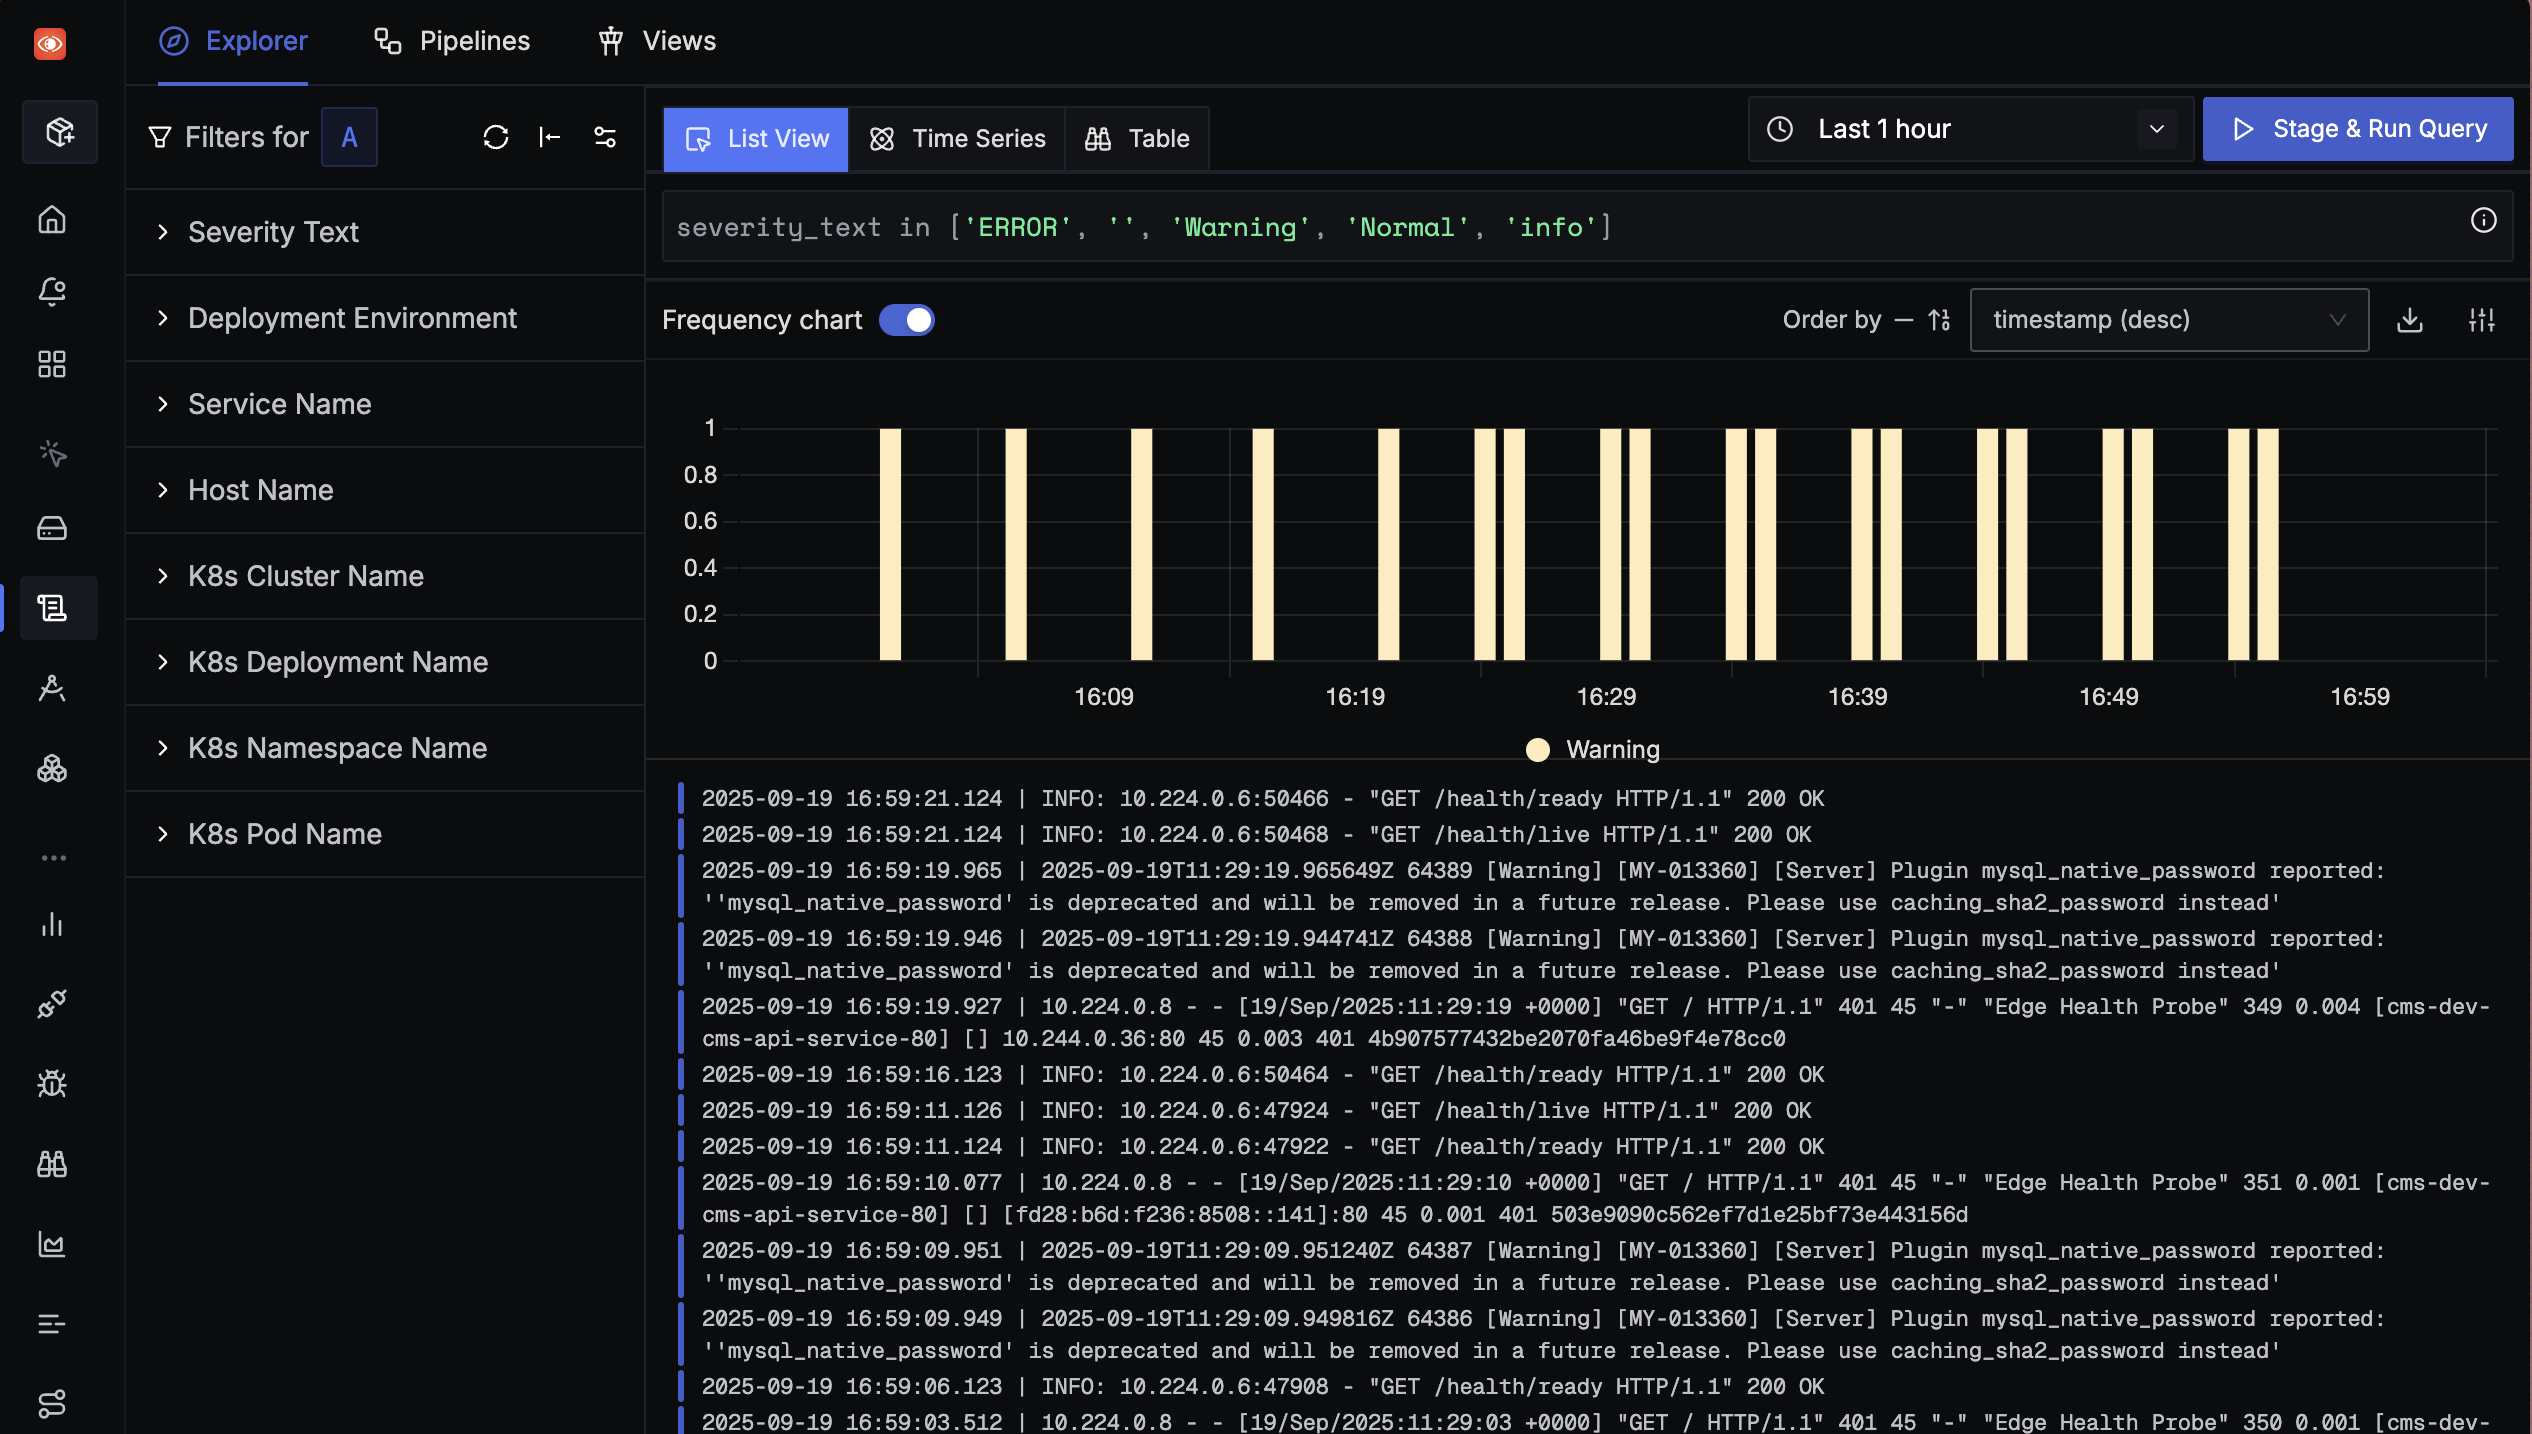 Explorer
Pipelines
Views
Filters for A
Severity Text
Deployment Environment
Service Name
Host Name
K8s Cluster Name
K8s Deployment Name
K8s Namespace Name
K8s Pod Name
List View
Time Series
Table
Last 1 hour
Stage & Run Query
severity_text in ['ERROR', '', 'Warning', 'Normal', 'info']
Frequency chart
Order by
timestamp (desc)
1
0.8
0.6
0.4
0.2
0
16:09 16:19 16:29 16:39 16:49 16:59
Warning
2025-09-19 16:59:21.124 | INFO: 10.224.0.6:50466 - "GET /health/ready HTTP/1.1" 200 OK
2025-09-19 16:59:21.124 | INFO: 10.224.0.6:50468 - "GET /health/live HTTP/1.1" 200 OK
2025-09-19 16:59:19.965 | 2025-09-19T11:29:19.965649Z 64389 [Warning] [MY-013360] [Server] Plugin mysql_native_password reported:
''mysql_native_password' is deprecated and will be removed in a future release. Please use caching_sha2_password instead'
2025-09-19 16:59:19.946 | 2025-09-19T11:29:19.944741Z 64388 [Warning] [MY-013360] [Server] Plugin mysql_native_password reported:
''mysql_native_password' is deprecated and will be removed in a future release. Please use caching_sha2_password instead'
2025-09-19 16:59:19.927 | 10.224.0.8 - - [19/Sep/2025:11:29:19 +0000] "GET / HTTP/1.1" 401 45 "-" "Edge Health Probe" 349 0.004 [cms-dev-
cms-api-service-80] [] 10.244.0.36:80 45 0.003 401 4b907577432be2070fa46be9f4e78cc0
2025-09-19 16:59:16.123 | INFO: 10.224.0.6:50464 - "GET /health/ready HTTP/1.1" 200 OK
2025-09-19 16:59:11.126 | INFO: 10.224.0.6:47924 - "GET /health/live HTTP/1.1" 200 OK
2025-09-19 16:59:11.124 | INFO: 10.224.0.6:47922 - "GET /health/ready HTTP/1.1" 200 OK
2025-09-19 16:59:10.077 | 10.224.0.8 - - [19/Sep/2025:11:29:10 +0000] "GET / HTTP/1.1" 401 45 "-" "Edge Health Probe" 351 0.001 [cms-dev-
cms-api-service-80] [] [fd28:b6d:f236:8508::141]:80 45 0.001 401 503e9090c562ef7d1e25bf73e443156d
2025-09-19 16:59:09.951 | 2025-09-19T11:29:09.951240Z 64387 [Warning] [MY-013360] [Server] Plugin mysql_native_password reported:
''mysql_native_password' is deprecated and will be removed in a future release. Please use caching_sha2_password instead'
2025-09-19 16:59:09.949 | 2025-09-19T11:29:09.949816Z 64386 [Warning] [MY-013360] [Server] Plugin mysql_native_password reported:
''mysql_native_password' is deprecated and will be removed in a future release. Please use caching_sha2_password instead'
2025-09-19 16:59:06.123 | INFO: 10.224.0.6:47908 - "GET /health/ready HTTP/1.1" 200 OK
2025-09-19 16:59:03.512 | 10.224.0.8 - - [19/Sep/2025:11:29:03 +0000] "GET / HTTP/1.1" 401 45 "-" "Edge Health Probe" 350 0.001 [cms-dev-